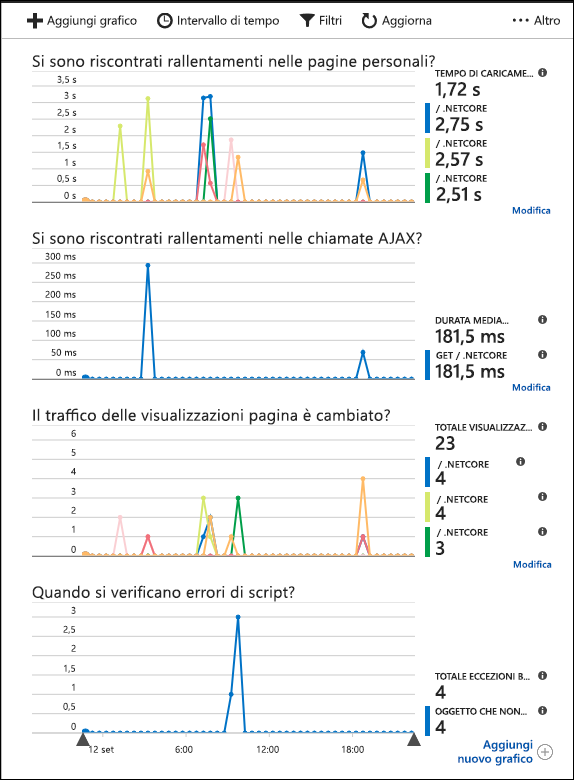 Aggiungi grafico Intervallo di tempo Filtri Aggiorna Altro
Si sono riscontrati rallentamenti nelle pagine personali?
3,5 s
3 s
2,5 s
2 s
1,5 s
1 s
0,5 s
0 s
TEMPO DI CARICAME...
1,72 s
/ .NETCORE
2,75 s
/ .NETCORE
2,57 s
/ .NETCORE
2,51 s
Modifica
Si sono riscontrati rallentamenti nelle chiamate AJAX?
300 ms
250 ms
200 ms
150 ms
100 ms
50 ms
0 ms
DURATA MEDIA...
181,5 ms
GET / .NETCORE
181,5 ms
Modifica
Il traffico delle visualizzazioni pagina è cambiato?
6
5
4
3
2
1
0
TOTALE VISUALIZZAZ...
23
/ .NETCORE
4
/ .NETCORE
4
/ .NETCORE
3
Modifica
Quando si verificano errori di script?
3
2,5
2
1,5
1
0,5
0
12 set 6:00 12:00 18:00
TOTALE ECCEZIONI B...
4
OGGETTO CHE NON...
4
Aggiungi
nuovo grafico